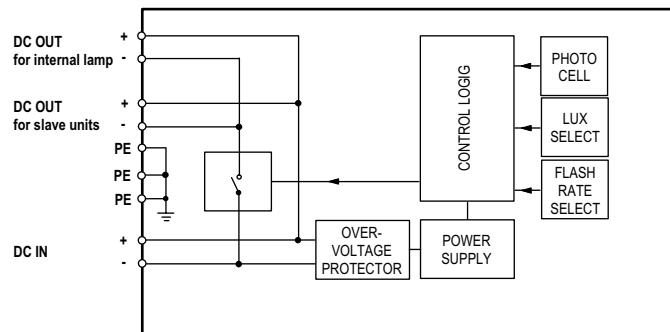 DC OUT
for internal lamp
+
-
DC OUT
for slave units
+
-
PE
PE
PE
DC IN
+
-
CONTROL LOGIG
PHOTO
CELL
LUX
SELECT
FLASH
RATE
SELECT
OVER-
VOLTAGE
PROTECTOR
POWER
SUPPLY